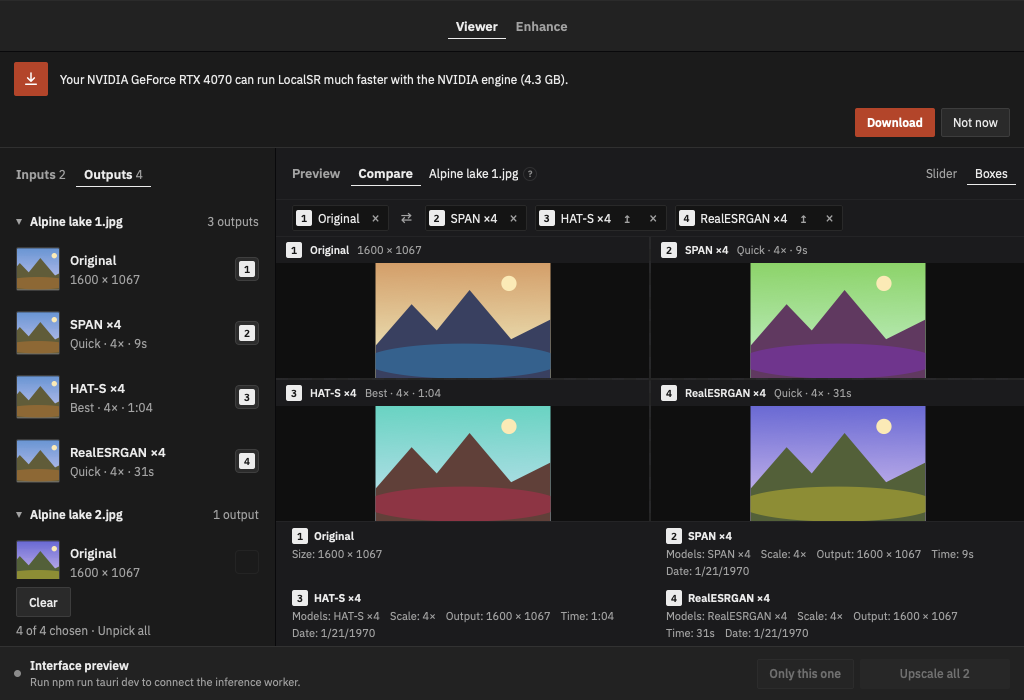 Viewer Enhance
Your NVIDIA GeForce RTX 4070 can run LocalSR much faster with the NVIDIA engine (4.3 GB).
Download Not now
Inputs 2 Outputs 4
Alpine lake 1.jpg 3 outputs
Original
1600 × 1067
1
SPAN ×4
Quick · 4× · 9s
2
HAT-S ×4
Best · 4× · 1:04
3
RealESRGAN ×4
Quick · 4× · 31s
4
Alpine lake 2.jpg 1 output
Original
1600 × 1067
Clear
4 of 4 chosen · Unpick all
Preview Compare Alpine lake 1.jpg ? Slider Boxes
1 Original × ⇄ 2 SPAN ×4 × 3 HAT-S ×4 ↥ × 4 RealESRGAN ×4 ↥ ×
1 Original 1600 × 1067
2 SPAN ×4 Quick · 4× · 9s
3 HAT-S ×4 Best · 4× · 1:04
4 RealESRGAN ×4 Quick · 4× · 31s
1 Original
Size: 1600 × 1067
2 SPAN ×4
Models: SPAN ×4 Scale: 4× Output: 1600 × 1067 Time: 9s
Date: 1/21/1970
3 HAT-S ×4
Models: HAT-S ×4 Scale: 4× Output: 1600 × 1067 Time: 1:04
Date: 1/21/1970
4 RealESRGAN ×4
Models: RealESRGAN ×4 Scale: 4× Output: 1600 × 1067
Time: 31s Date: 1/21/1970
Interface preview
Run npm run tauri dev to connect the inference worker.
Only this one Upscale all 2